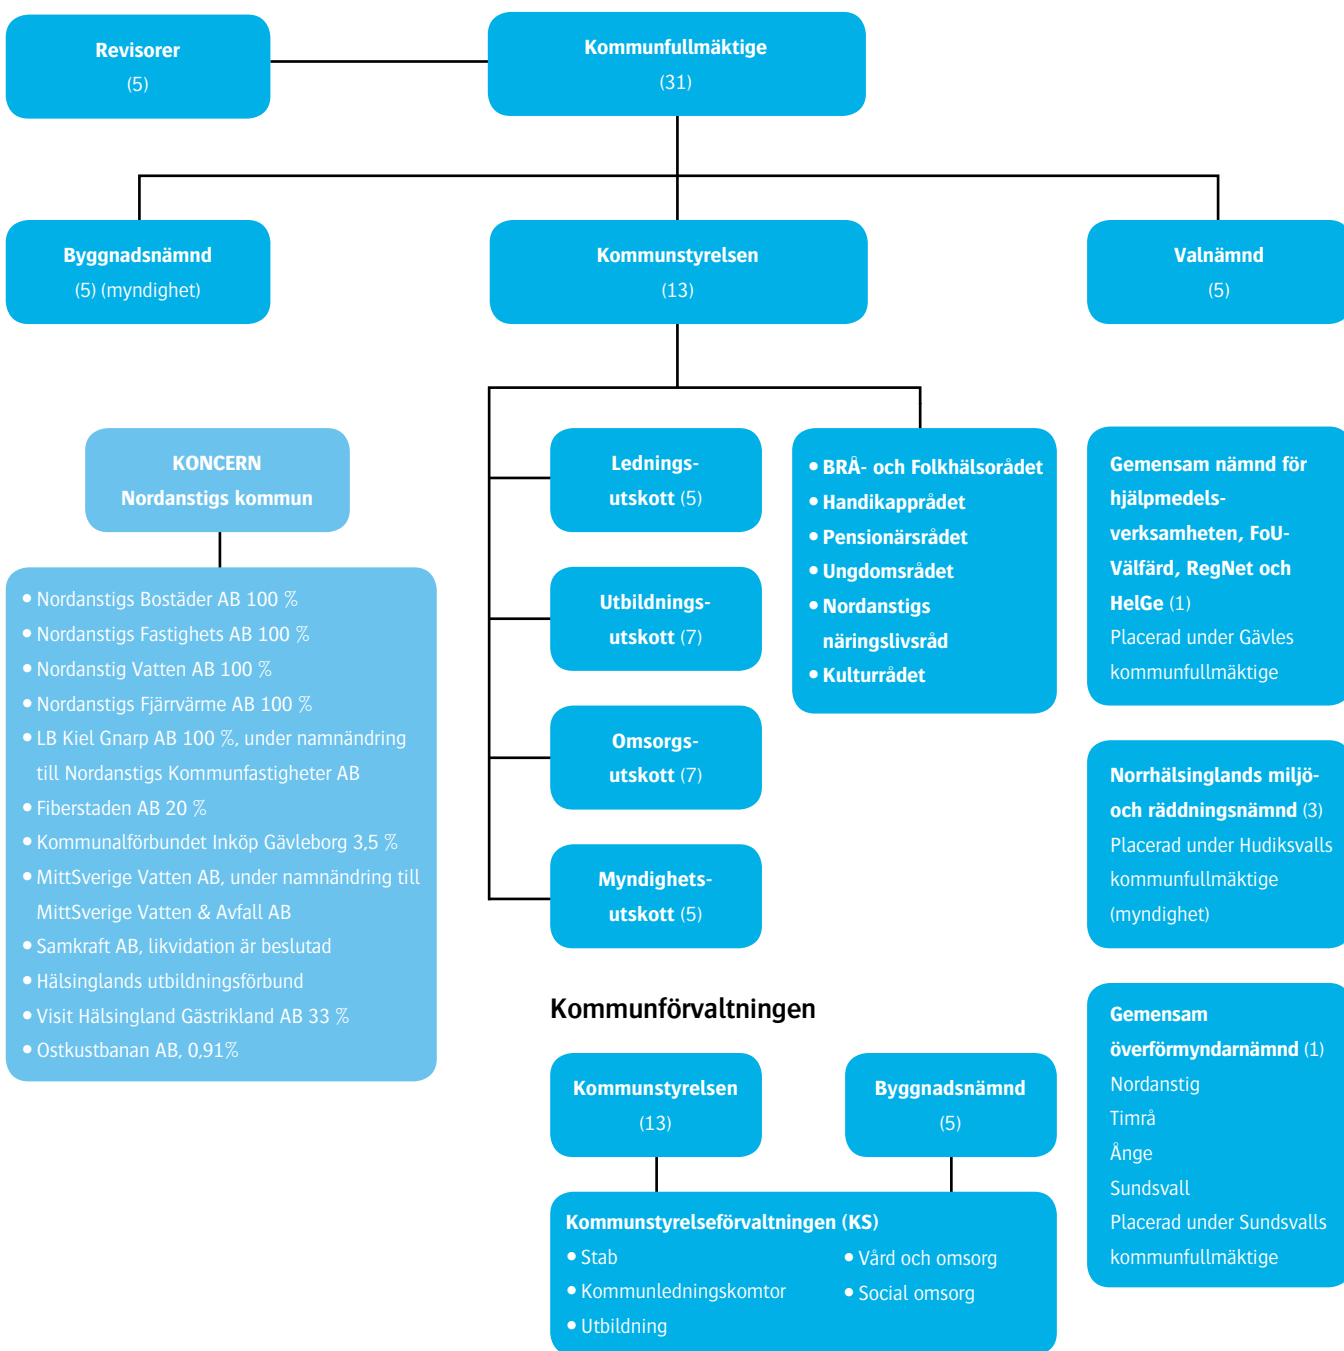 Revisorer
(5)
Kommunfullmäktige
(31)
Byggnadsnämnd
(5) (myndighet)
Kommunstyrelsen
(13)
Valnämnd
(5)
KONCERN
Nordanstigs kommun
• Nordanstigs Bostäder AB 100 %
• Nordanstigs Fastighets AB 100 %
• Nordanstig Vatten AB 100 %
• Nordanstigs Fjärrvärme AB 100 %
• LB Kiel Gnarp AB 100 %, under namnändring
till Nordanstigs Kommunfastigheter AB
• Fiberstaden AB 20 %
• Kommunalförbundet Inköp Gävleborg 3,5 %
• MittSverige Vatten AB, under namnändring till
MittSverige Vatten & Avfall AB
• Samkraft AB, likvidation är beslutad
• Hälsinglands utbildningsförbund
• Visit Hälsingland Gästrikland AB 33 %
• Ostkustbanan AB, 0,91%
Lednings-
utskott (5)
Utbildnings-
utskott (7)
Omsorgs-
utskott (7)
Myndighets-
utskott (5)
• BRÅ- och Folkhälsorådet
• Handikapprådet
• Pensionärsrådet
• Ungdomsrådet
• Nordanstigs
näringslivsråd
• Kulturrådet
Gemensam nämnd för
hjälpmedels-
verksamheten, FoU-
Välfärd, RegNet och
HelGe (1)
Placerad under Gävles
kommunfullmäktige
Norrhälsinglands miljö-
och räddningsnämnd (3)
Placerad under Hudiksvalls
kommunfullmäktige
(myndighet)
Gemensam
överförmyndarnämnd (1)
Nordanstig
Timrå
Ånge
Sundsvall
Placerad under Sundsvalls
kommunfullmäktige
Kommunförvaltningen
Kommunstyrelsen
(13)
Byggnadsnämnd
(5)
Kommunstyrelseförvaltningen (KS)
• Stab
• Kommunledningskomtor
• Utbildning
• Vård och omsorg
• Social omsorg